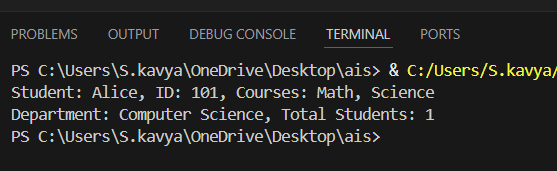 PROBLEMS OUTPUT DEBUG CONSOLE TERMINAL PORTS
PS C:\Users\S.kavya\OneDrive\Desktop\ais> & C:/Users/S.kavya/
Student: Alice, ID: 101, Courses: Math, Science
Department: Computer Science, Total Students: 1
PS C:\Users\S.kavya\OneDrive\Desktop\ais>